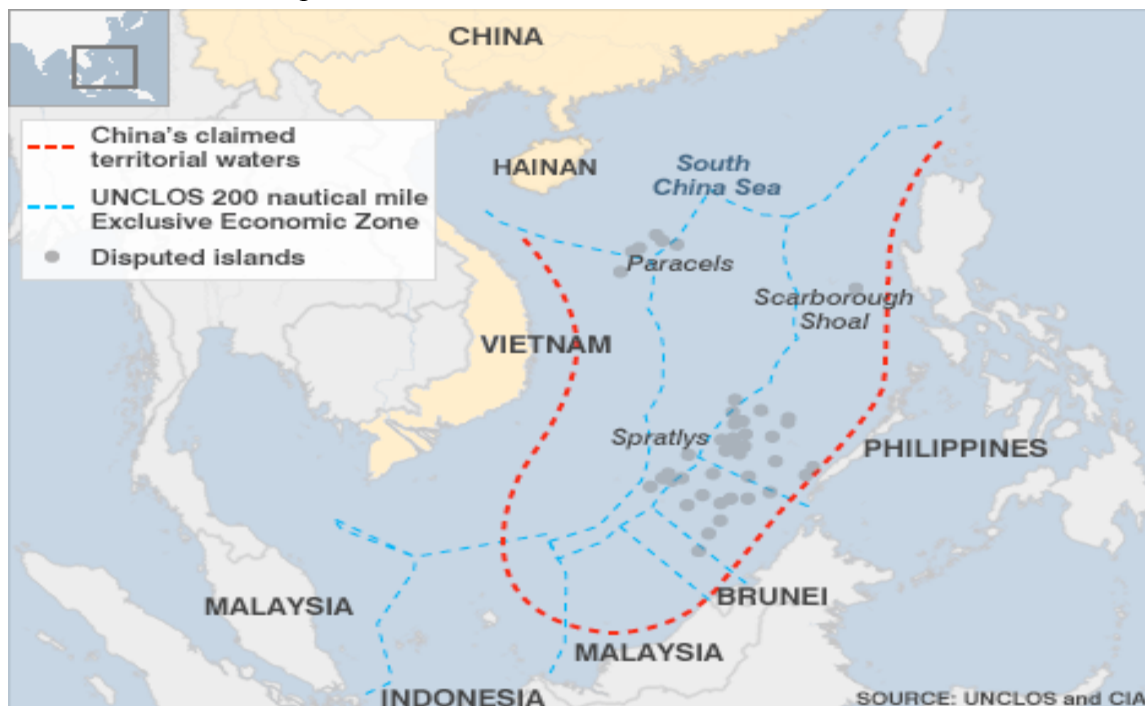 CHINA
China's claimed
territorial waters
UNCLOS 200 nautical mile
Exclusive Economic Zone
Disputed islands
HAINAN
South
China Sea
Paracels
Scarborough
Shoal
VIETNAM
Spratlys
PHILIPPINES
MALAYSIA
BRUNEI
MALAYSIA
INDONESIA
SOURCE: UNCLOS and CIA